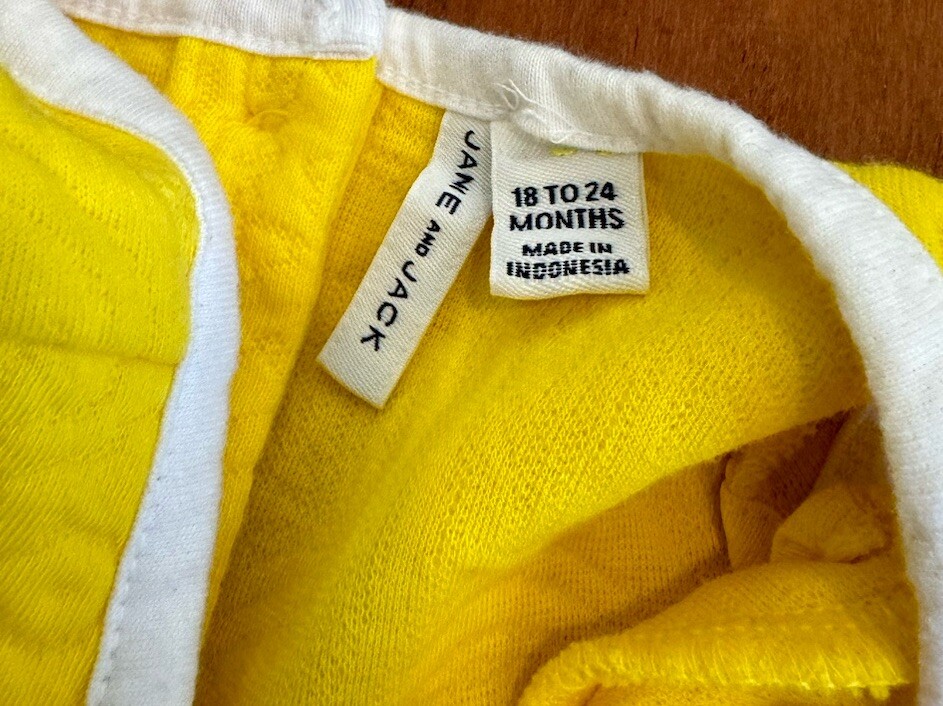 JANE AND JACK
18 TO 24
MONTHS
MADE IN
INDONESIA